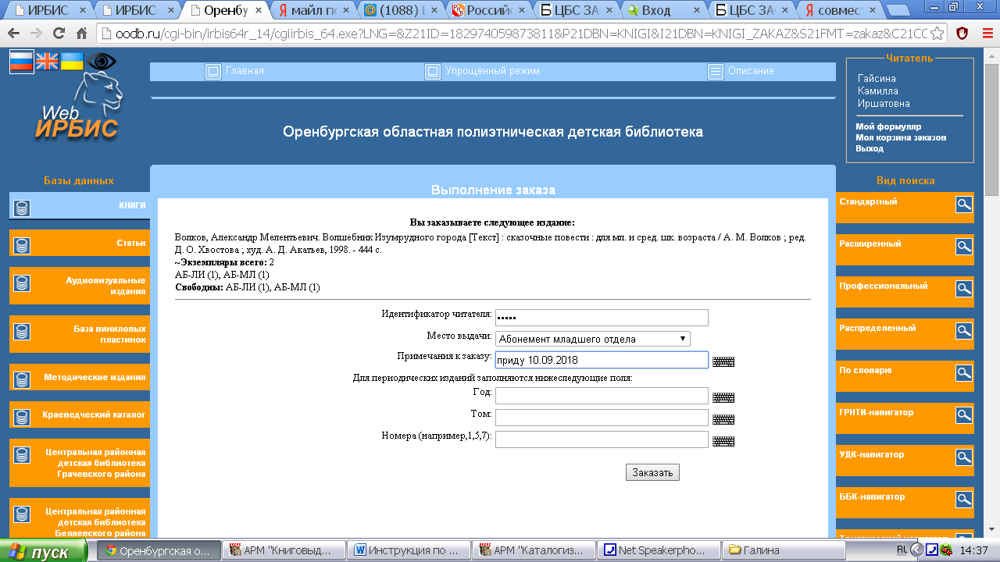 ИРБИС
ИРБИС
Оренбу
майл п
(1088)
Россий
ЦБС ЗА
Вход
ЦБС ЗА
совмес
oodb.ru/cgi-bin/irbis64r_14/cgiirbis_64.exe?LNG=&Z21ID=182974059873811&P21DBN=KNIGI&I21DBN=KNIGI_ZAKAZ&S21FMT=zakaz&C21CO
Главная
Упрощенный режим
Описание
Читатель
Гайсина
Камилла
Иршатовна
Мой формуляр
Моя корзина заказов
Выход
Web
ИРБИС
Оренбургская областная полиэтническая детская библиотека
Базы данных
КНИГИ
Статьи
Аудиовизуальные
издания
База виниловых
пластинок
Методические издания
Краеведческий каталог
Центральная районная
детская библиотека
Грачевского района
Центральная районная
детская библиотека
Беляевского района
Выполнение заказа
Вы заказываете следующее издание:
Волков, Александр Мелентьевич. Волшебник Изумрудного города [Текст] : сказочные повести : для мл. и сред. шк. возраста / А. М. Волков ; ред.
Д. О. Хвостова ; худ. А. Д. Ахатьев, 1998. - 444 с.
~Экземпляры всего: 2
АБ-ЛИ (1), АБ-МЛ (1)
Свободны: АБ-ЛИ (1), АБ-МЛ (1)
Идентификатор читателя: •••••
Место выдачи: Абонемент младшего отдела
Примечания к заказу: приду 10.09.2018
Для периодических изданий заполняются нижеследующие поля:
Год:
Том:
Номера (например,1,5,7):
Заказать
Вид поиска
Стандартный
Расширенный
Профессиональный
Распределенный
По словарю
ГРНТИ-навигатор
УДК-навигатор
ББК-навигатор
пуск
Оренбургская о...
АРМ "Книговыд...
Инструкция по ...
АРМ "Каталогиз...
Net Speakerpho...
Галина
RL
14:37